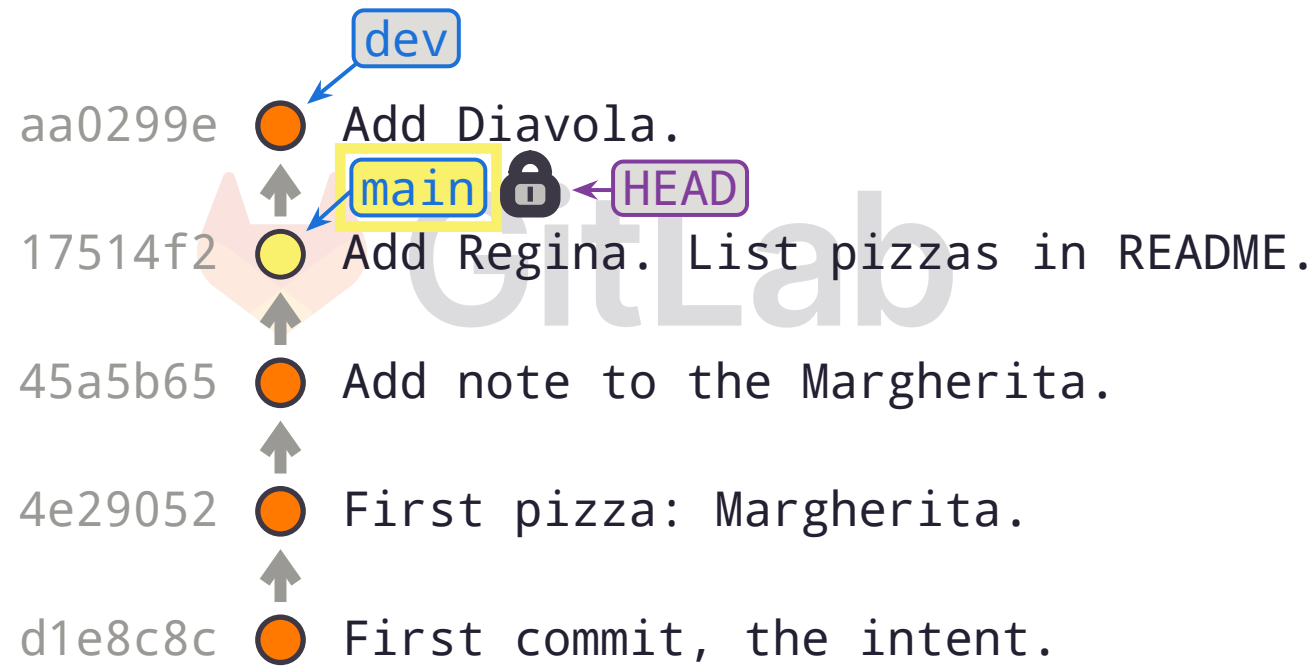 dev
aa0299e Add Diavola.
main HEAD
17514f2 Add Regina. List pizzas in README.
GitLab
45a5b65 Add note to the Margherita.
4e29052 First pizza: Margherita.
d1e8c8c First commit, the intent.